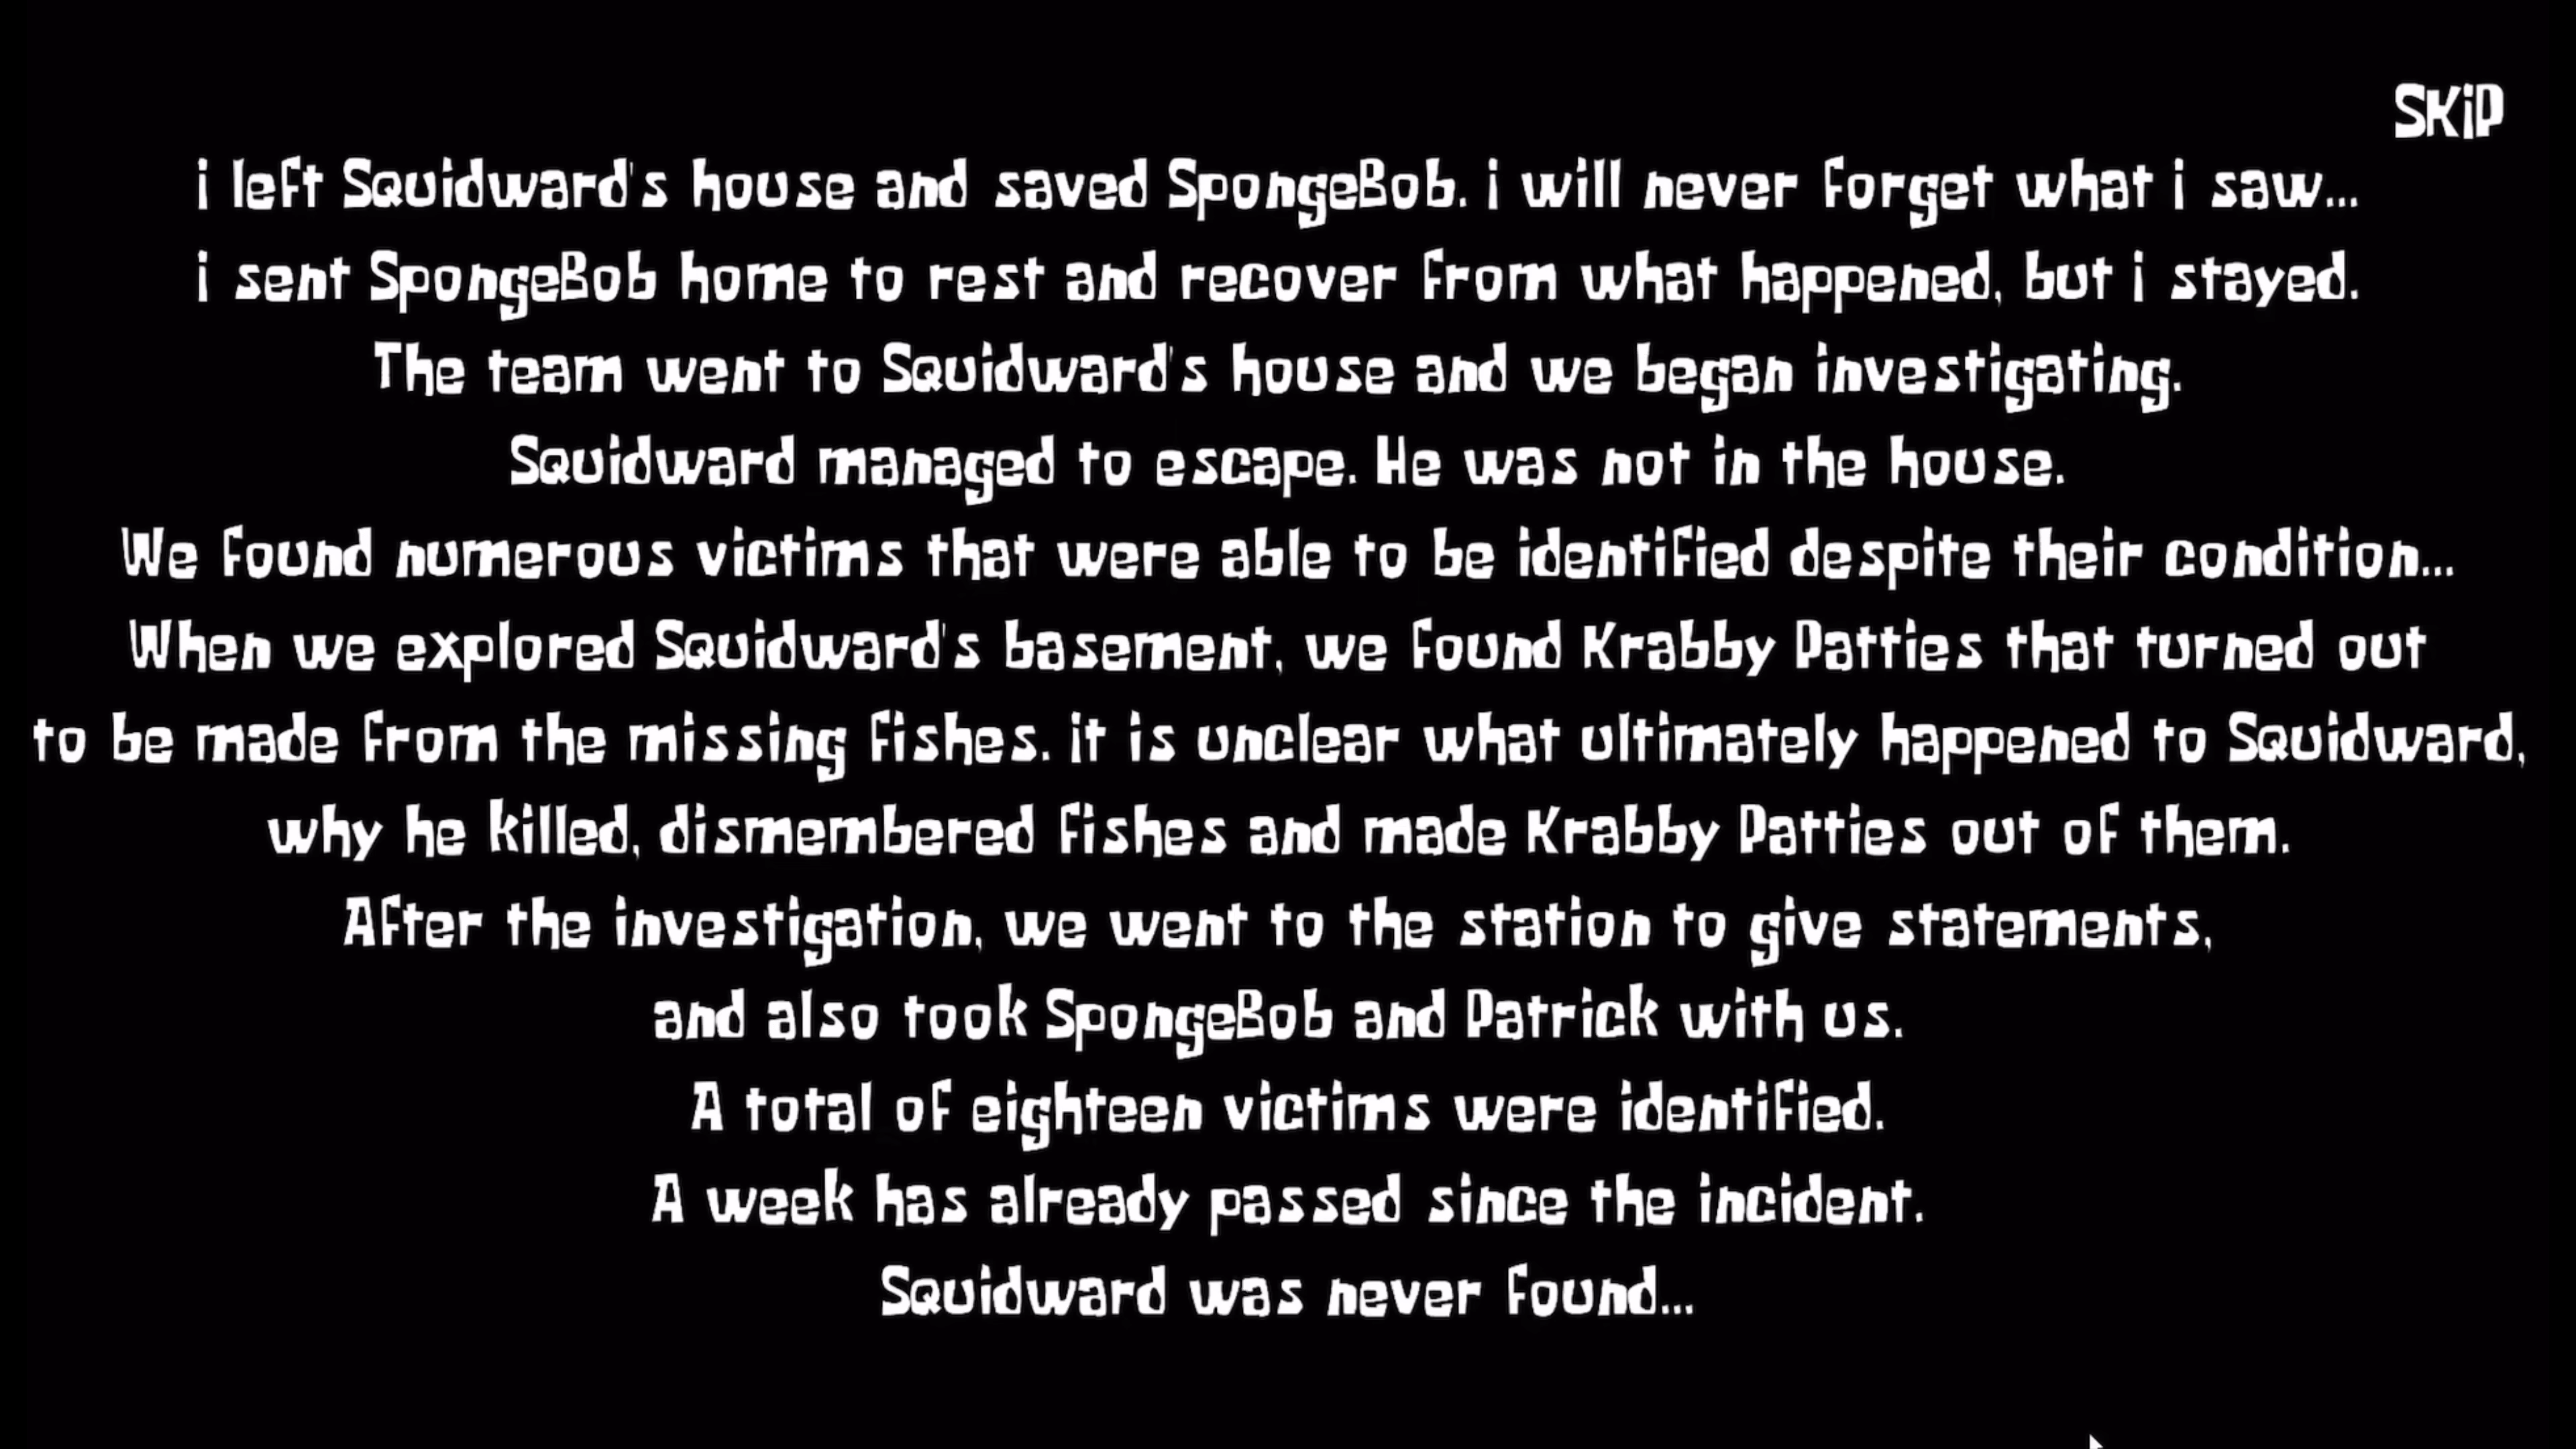 SKiP
i left Squidward's house and saved SpongeBob. i will never forget what i saw...
i sent SpongeBob home to rest and recover from what happened, but i stayed.
The team went to Squidward's house and we began investigating.
Squidward managed to escape. He was not in the house.
We found numerous victims that were able to be identified despite their condition...
When we explored Squidward's basement, we found Krabby Patties that turned out
to be made from the missing fishes. it is unclear what ultimately happened to Squidward,
why he killed, dismembered fishes and made Krabby Patties out of them.
After the investigation, we went to the station to give statements,
and also took SpongeBob and Patrick with us.
A total of eighteen victims were identified.
A week has already passed since the incident.
Squidward was never found...